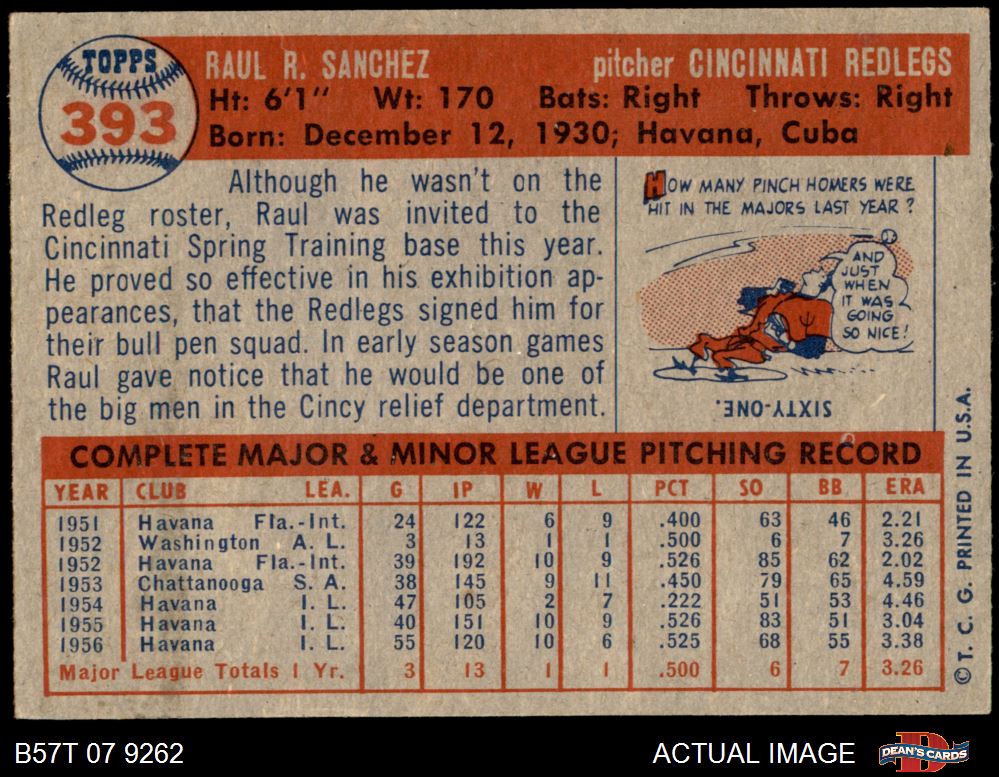 TOPPS
393
RAUL R. SANCHEZ pitcher CINCINNATI REDLEGS
Ht: 6'1" Wt: 170 Bats: Right Throws: Right
Born: December 12, 1930; Havana, Cuba
Although he wasn't on the
Redleg roster, Raul was invited to the
Cincinnati Spring Training base this year.
He proved so effective in his exhibition ap-
pearances, that the Redlegs signed him for
their bull pen squad. In early season games
Raul gave notice that he would be one of
the big men in the Cincy relief department.
HOW MANY PINCH HOMERS WERE
HIT IN THE MAJORS LAST YEAR?
AND
JUST
WHEN
IT WAS
GOING
SO NICE!
SIXTY-ONE.
COMPLETE MAJOR & MINOR LEAGUE PITCHING RECORD
YEAR CLUB LEA. G IP W L PCT SO BB ERA
1951 Havana Fla.-Int. 24 122 6 9 .400 63 46 2.21
1952 Washington A. L. 3 13 1 1 .500 6 7 3.26
1952 Havana Fla.-Int. 39 192 10 9 .526 85 62 2.02
1953 Chattanooga S. A. 38 145 9 11 .450 79 65 4.59
1954 Havana I. L. 47 105 2 7 .222 51 53 4.46
1955 Havana I. L. 40 151 10 9 .526 83 51 3.04
1956 Havana I. L. 55 120 10 6 .525 68 55 3.38
Major League Totals 1 Yr. 3 13 1 1 .500 6 7 3.26
© T. C. G. PRINTED IN U.S.A.
B57T 07 9262 ACTUAL IMAGE
DEAN'S CARDS